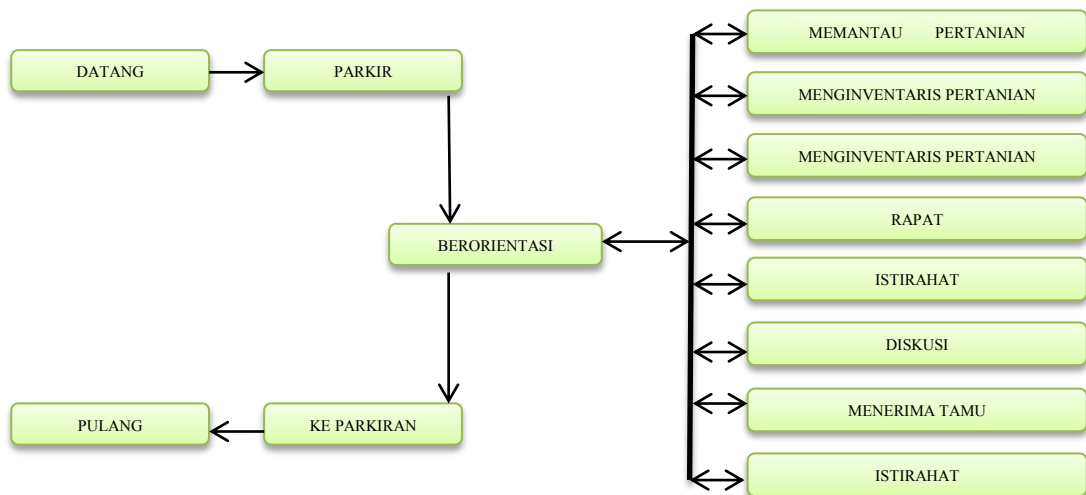 DATANG
PARKIR
BERORIENTASI
KE PARKIRAN
PULANG
MEMANTAU PERTANIAN
MENGINVENTARIS PERTANIAN
MENGINVENTARIS PERTANIAN
RAPAT
ISTIRAHAT
DISKUSI
MENERIMA TAMU
ISTIRAHAT